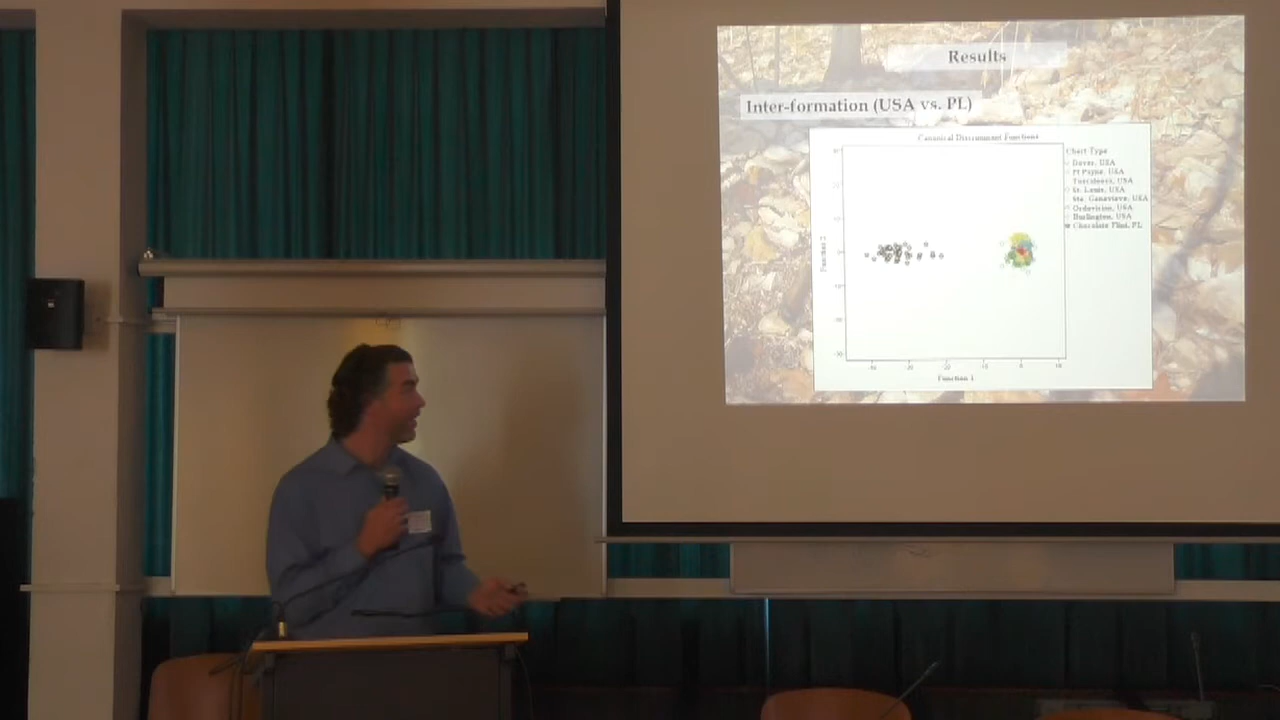 Results
Inter-formation (USA vs. PL)
Canonical Discriminant Functions
Chert Type
Dover, USA
Ft Payne, USA
Tuscaloosa, USA
St. Louis, USA
Ste. Genevieve, USA
Ordovician, USA
Burlington, USA
Chocolate Flint, PL
Function 2
Function 1